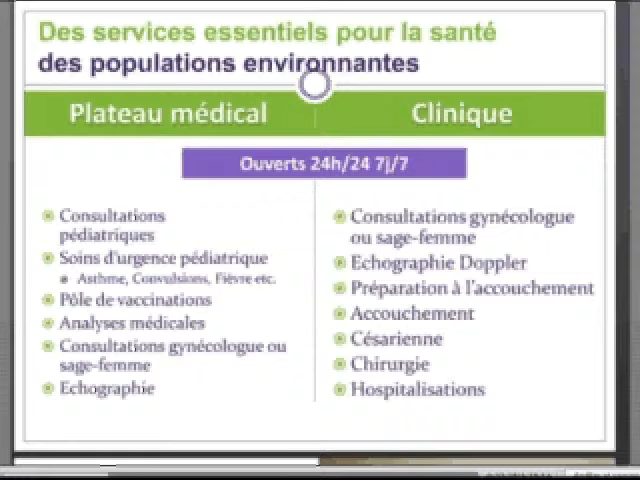 Des services essentiels pour la santé
des populations environnantes
Plateau médical
Clinique
Ouverts 24h/24 7j/7
Consultations
pédiatriques
Soins d'urgence pédiatrique
Asthme, Convulsions, Fièvre etc.
Pôle de vaccinations
Analyses médicales
Consultations gynécologue ou
sage-femme
Echographie
Consultations gynécologue
ou sage-femme
Echographie Doppler
Préparation à l'accouchement
Accouchement
Césarienne
Chirurgie
Hospitalisations